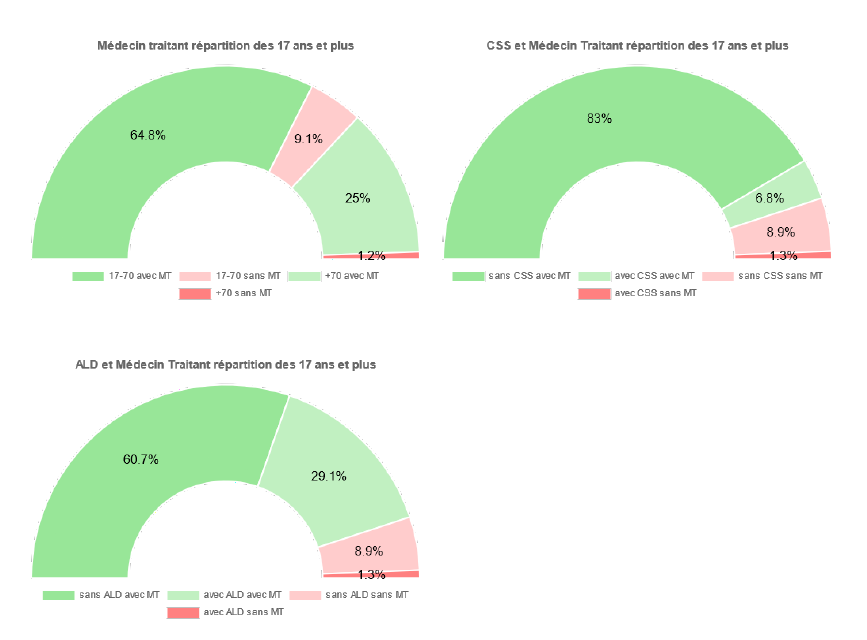 Médecin traitant répartition des 17 ans et plus
64.8%
9.1%
25%
1.2%
17-70 avec MT 17-70 sans MT +70 avec MT
+70 sans MT
CSS et Médecin Traitant répartition des 17 ans et plus
83%
6.8%
8.9%
1.3%
sans CSS avec MT avec CSS avec MT sans CSS sans MT
avec CSS sans MT
ALD et Médecin Traitant répartition des 17 ans et plus
60.7%
29.1%
8.9%
1.3%
sans ALD avec MT avec ALD avec MT sans ALD sans MT
avec ALD sans MT